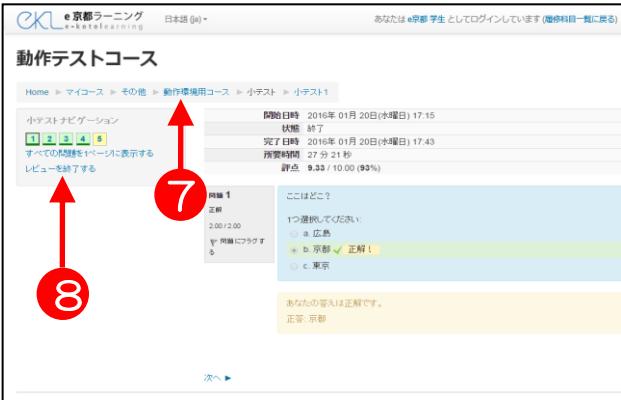 e京都ラーニング
e-kotolearning
日本語 (ja)
あなたは e京都 学生 としてログインしています (履修科目一覧に戻る)
動作テストコース
Home ▶ マイコース ▶ その他 ▶ 動作環境用コース ▶ 小テスト ▶ 小テスト1
小テストナビゲーション
1 2 3 4 5
すべての問題を1ページに表示する
レビューを終了する
開始日時 2016年 01月 20日(水曜日) 17:15
状態 終了
完了日時 2016年 01月 20日(水曜日) 17:43
所要時間 27 分 21 秒
評点 9.33 / 10.00 (93%)
7
8
問題 1
正解
2.00 / 2.00
問題にフラグする
ここはどこ？
1つ選択してください:
a. 広島
b. 京都 正解！
c. 東京
あなたの答えは正解です。
正答: 京都
次へ ▶